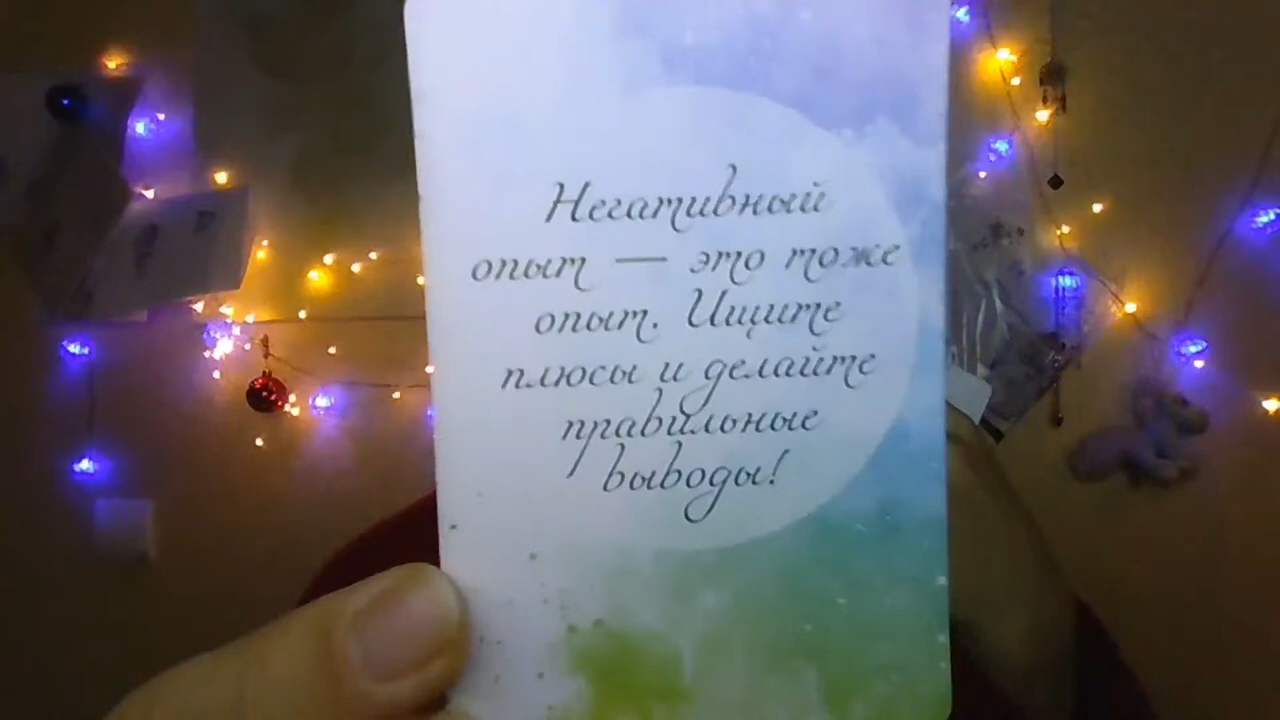 Негативный
опыт — это тоже
опыт. Ищите
плюсы и делайте
правильные
выводы!